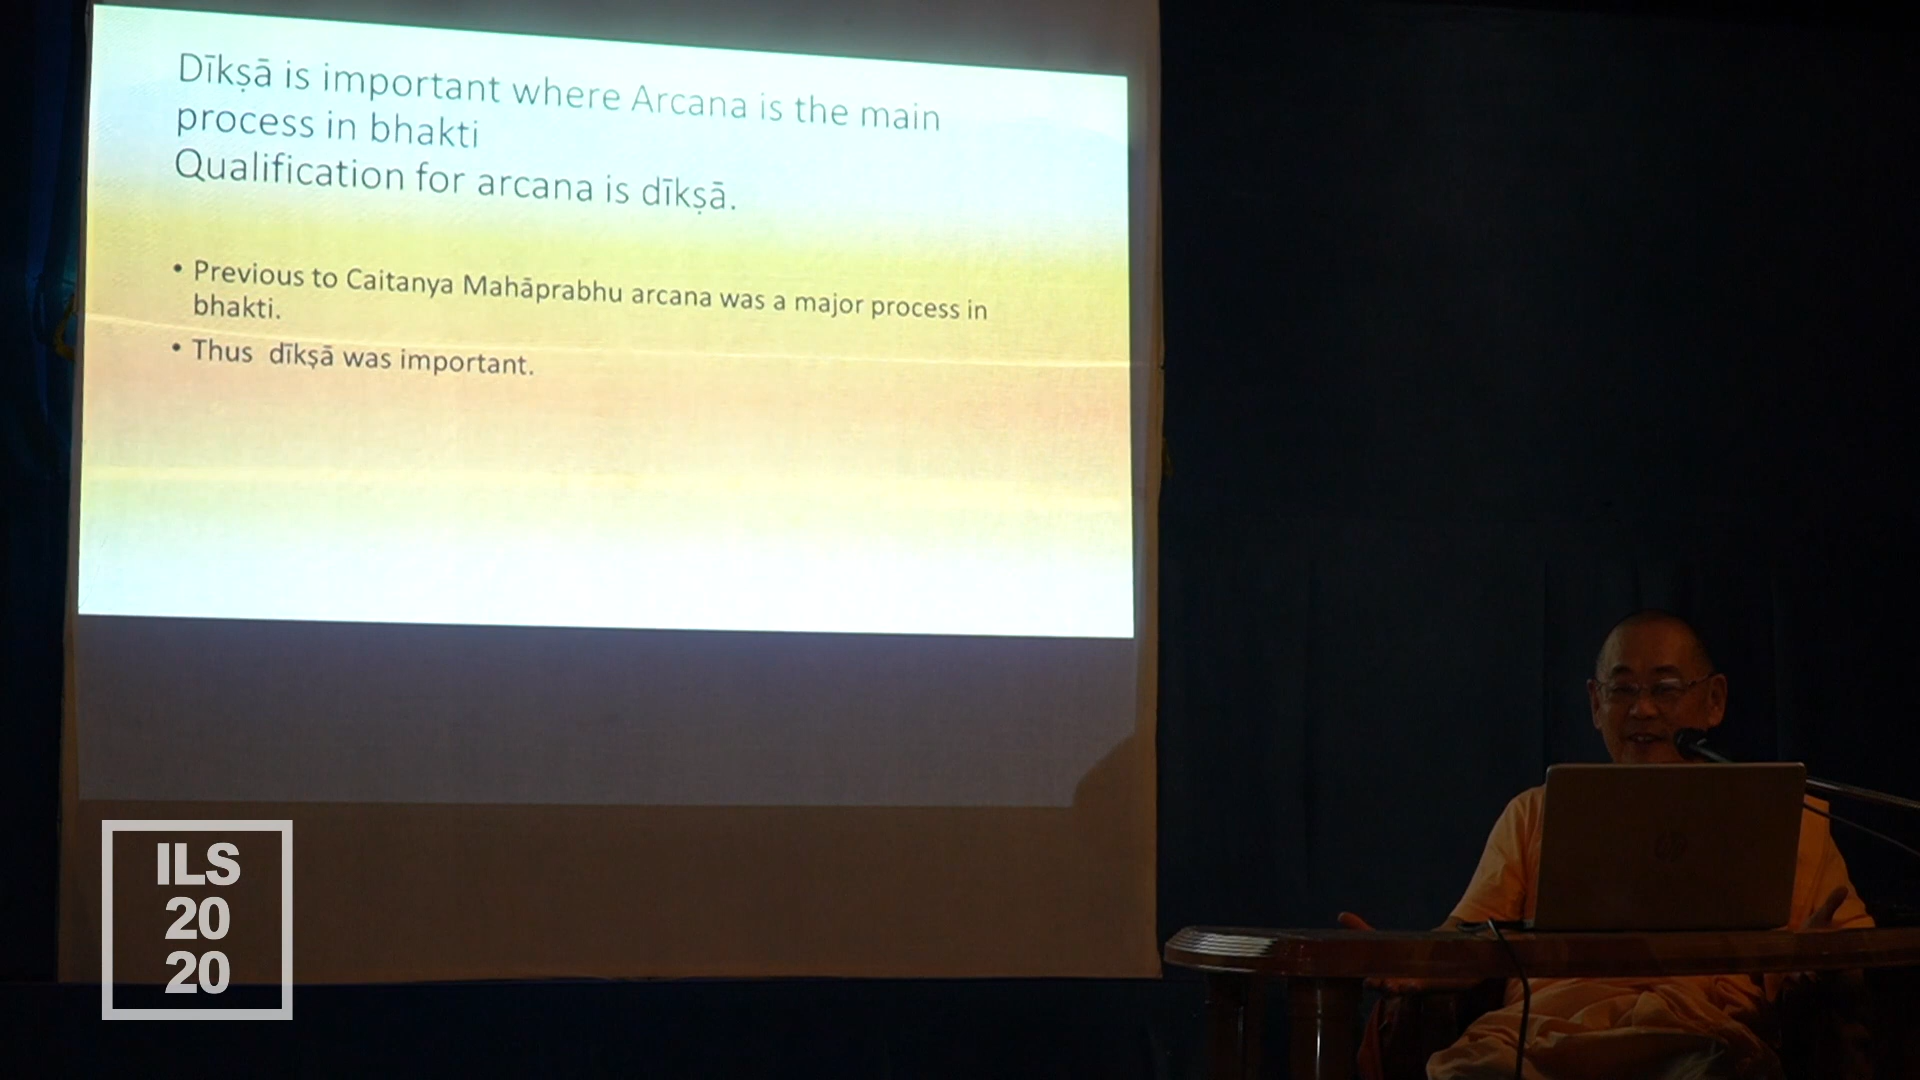 Dīkṣā is important where Arcana is the main
process in bhakti
Qualification for arcana is dīkṣā.
• Previous to Caitanya Mahāprabhu arcana was a major process in
bhakti.
• Thus dīkṣā was important.
ILS
20
20